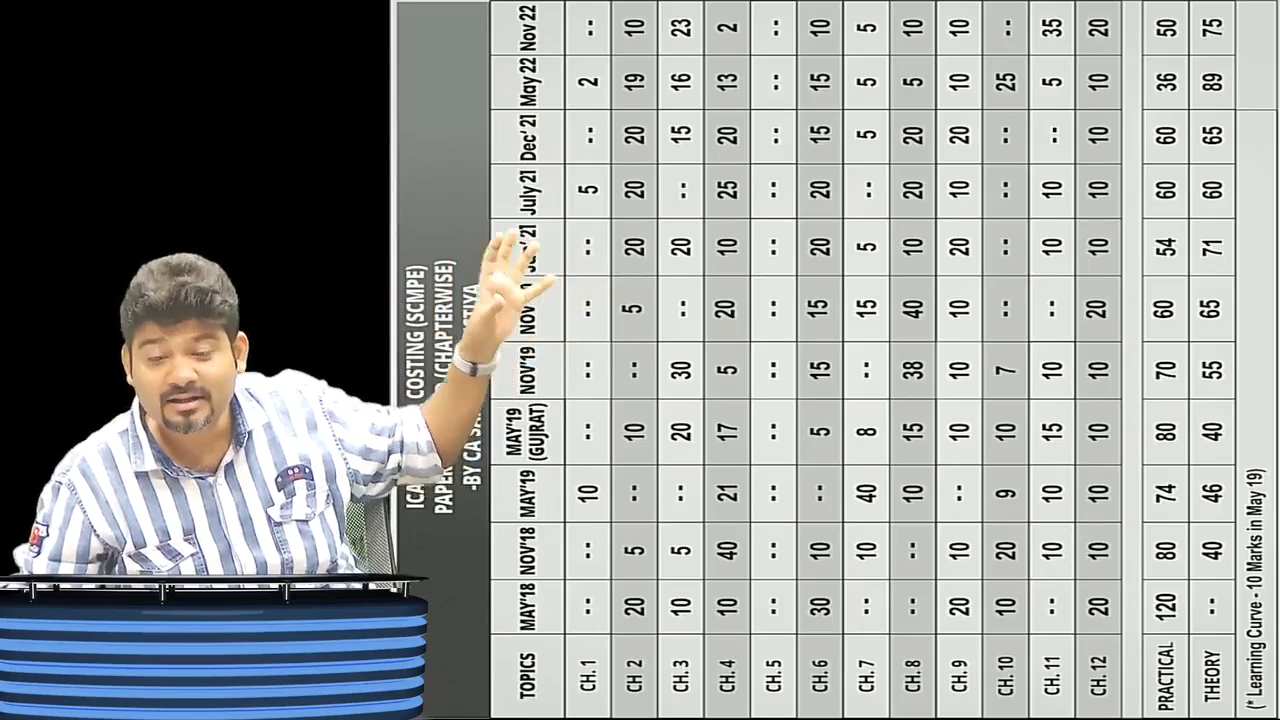 COSTING (SCMPE)
(CHAPTERWISE)
-BY CA
TOPICS MAY'18 NOV'18 MAY'19 MAY'19 (GUJRAT) NOV'19 NOV '21 July 21 Dec' 21 May 22 Nov 22
CH. 1 -- -- 10 -- -- -- -- 5 -- 2 --
CH 2 20 5 -- 10 -- 5 20 20 20 19 10
CH. 3 10 5 -- 20 30 -- 20 -- 15 16 23
CH. 4 10 40 21 17 5 20 10 25 20 13 2
CH. 5 -- -- -- -- -- -- -- -- -- -- --
CH. 6 30 10 -- 5 15 15 20 20 15 15 10
CH. 7 -- 10 40 8 -- 15 5 -- 5 5 5
CH. 8 -- -- 10 15 38 40 10 20 20 5 10
CH. 9 20 10 -- 10 10 10 20 10 20 10 10
CH. 10 10 20 9 10 7 -- -- -- -- 25 --
CH. 11 -- 10 10 15 10 -- 10 10 -- 5 35
CH. 12 20 10 10 10 10 20 10 10 10 10 20
PRACTICAL 120 80 74 80 70 60 54 60 60 36 50
THEORY -- 40 46 40 55 65 71 60 65 89 75
(* Learning Curve - 10 Marks in May 19)